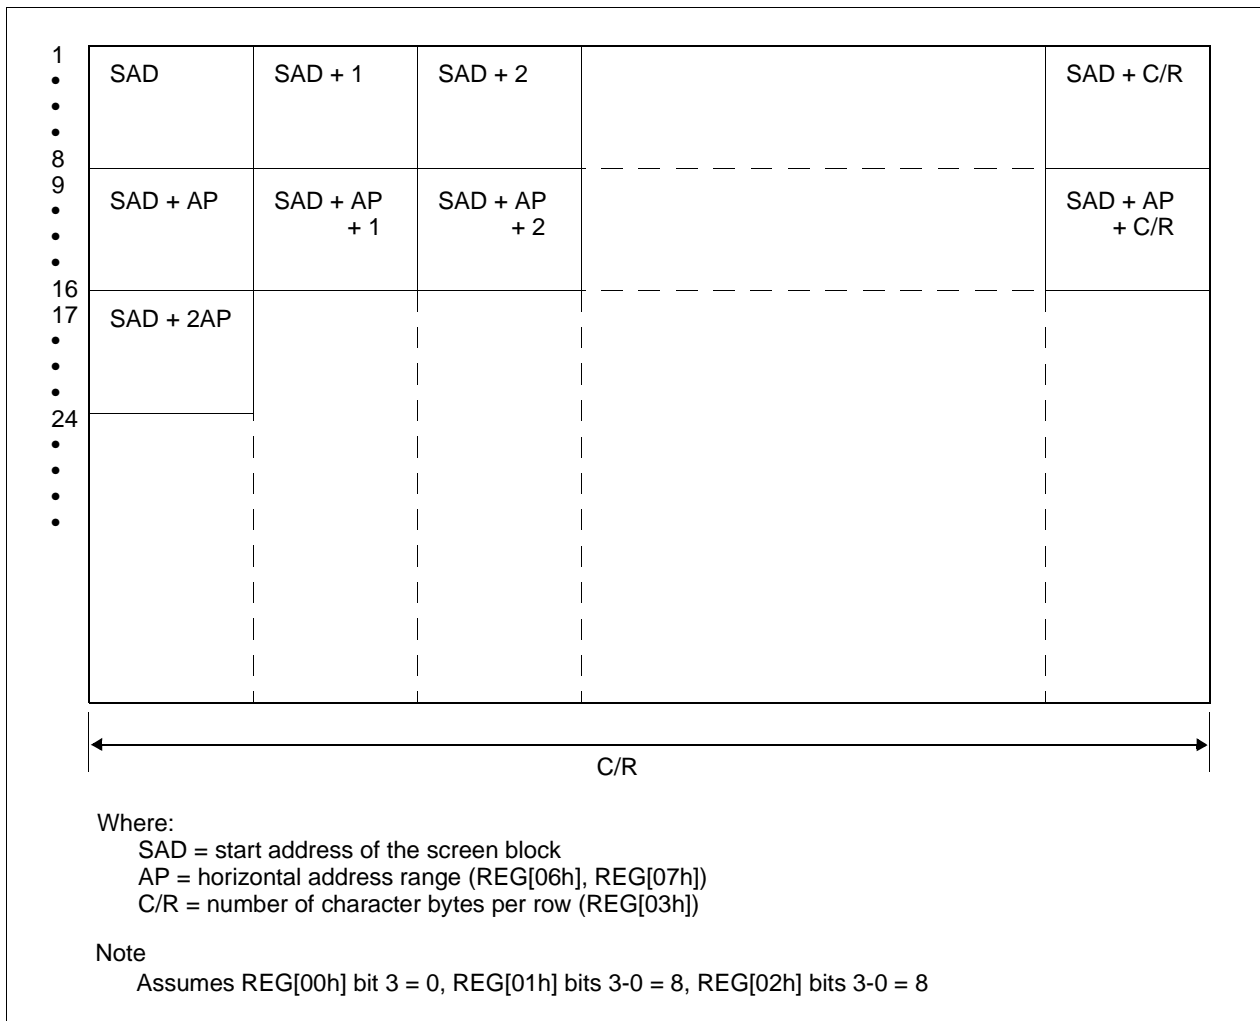 1 SAD SAD + 1 SAD + 2 SAD + C/R
•
•
•
8
9 SAD + AP SAD + AP SAD + AP SAD + AP
• + 1 + 2 + C/R
•
•
16
17 SAD + 2AP
•
•
•
24
•
•
•
•
C/R
Where:
SAD = start address of the screen block
AP = horizontal address range (REG[06h], REG[07h])
C/R = number of character bytes per row (REG[03h])
Note
Assumes REG[00h] bit 3 = 0, REG[01h] bits 3-0 = 8, REG[02h] bits 3-0 = 8